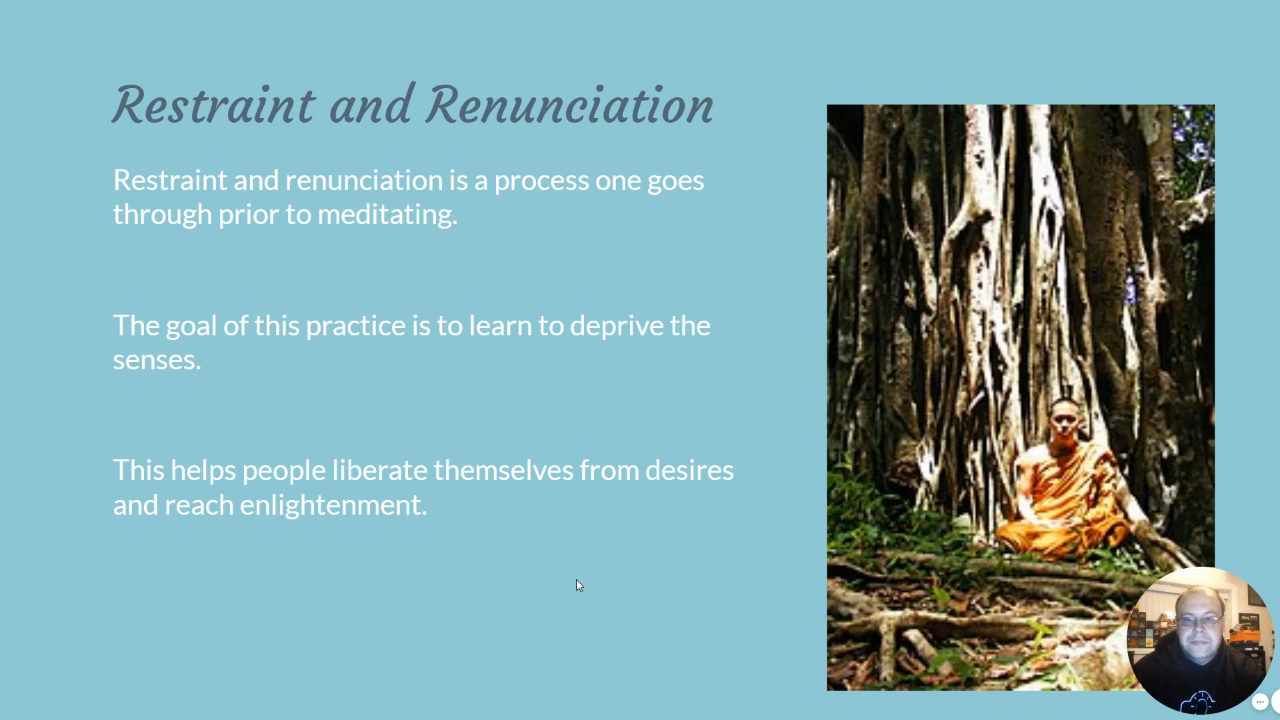 Restraint and Renunciation
Restraint and renunciation is a process one goes
through prior to meditating.
The goal of this practice is to learn to deprive the
senses.
This helps people liberate themselves from desires
and reach enlightenment.